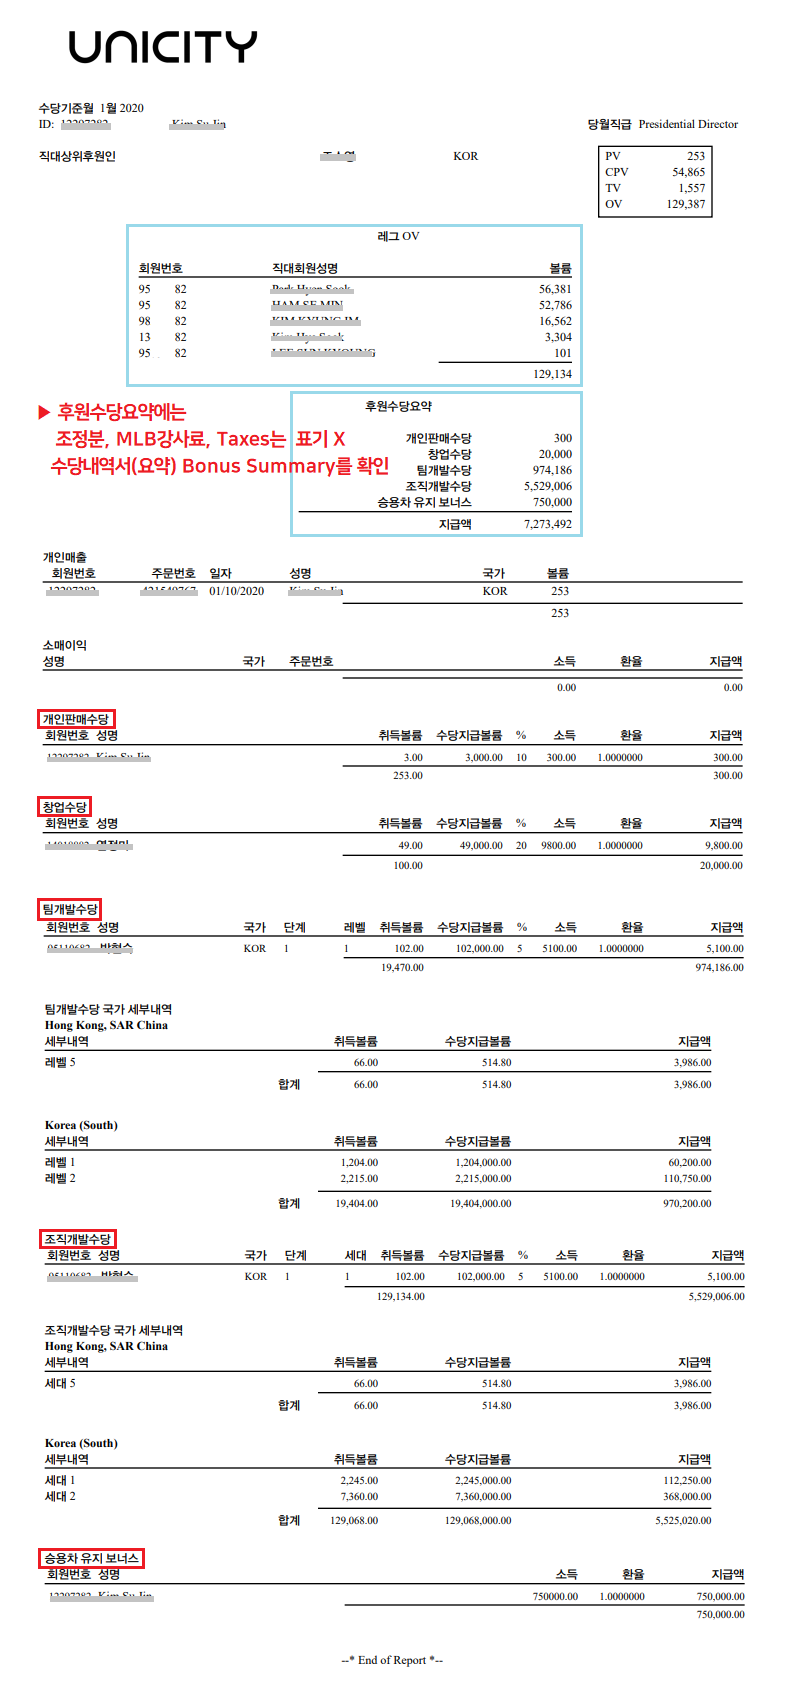 UNICITY
수당기준월 1월 2020
ID:
당월직급 Presidential Director
직대상위후원인 KOR
PV 253
CPV 54,865
TV 1,557
OV 129,387
레그 OV
회원번호 직대회원성명 볼륨
95 82 56,381
95 82 52,786
98 82 16,562
13 82 3,304
95 82 101
129,134
▶ 후원수당요약에는
조정분, MLB강사료, Taxes는 표기 X
수당내역서(요약) Bonus Summary를 확인
후원수당요약
개인판매수당 300
창업수당 20,000
팀개발수당 974,186
조직개발수당 5,529,006
승용차 유지 보너스 750,000
지급액 7,273,492
개인매출
회원번호 주문번호 일자 성명 국가 볼륨
01/10/2020 KOR 253
253
소매이익
성명 국가 주문번호 소득 환율 지급액
0.00 0.00
개인판매수당
회원번호 성명 취득볼륨 수당지급볼륨 % 소득 환율 지급액
3.00 3,000.00 10 300.00 1.0000000 300.00
253.00 300.00
창업수당
회원번호 성명 취득볼륨 수당지급볼륨 % 소득 환율 지급액
49.00 49,000.00 20 9800.00 1.0000000 9,800.00
100.00 20,000.00
팀개발수당
회원번호 성명 국가 단계 레벨 취득볼륨 수당지급볼륨 % 소득 환율 지급액
KOR 1 1 102.00 102,000.00 5 5100.00 1.0000000 5,100.00
19,470.00 974,186.00
팀개발수당 국가 세부내역
Hong Kong, SAR China
세부내역 취득볼륨 수당지급볼륨 지급액
레벨 5 66.00 514.80 3,986.00
합계 66.00 514.80 3,986.00
Korea (South)
세부내역 취득볼륨 수당지급볼륨 지급액
레벨 1 1,204.00 1,204,000.00 60,200.00
레벨 2 2,215.00 2,215,000.00 110,750.00
합계 19,404.00 19,404,000.00 970,200.00
조직개발수당
회원번호 성명 국가 단계 세대 취득볼륨 수당지급볼륨 % 소득 환율 지급액
KOR 1 1 102.00 102,000.00 5 5100.00 1.0000000 5,100.00
129,134.00 5,529,006.00
조직개발수당 국가 세부내역
Hong Kong, SAR China
세부내역 취득볼륨 수당지급볼륨 지급액
세대 5 66.00 514.80 3,986.00
합계 66.00 514.80 3,986.00
Korea (South)
세부내역 취득볼륨 수당지급볼륨 지급액
세대 1 2,245.00 2,245,000.00 112,250.00
세대 2 7,360.00 7,360,000.00 368,000.00
합계 129,068.00 129,068,000.00 5,525,020.00
승용차 유지 보너스
회원번호 성명 소득 환율 지급액
750000.00 1.0000000 750,000.00
750,000.00
--* End of Report *--